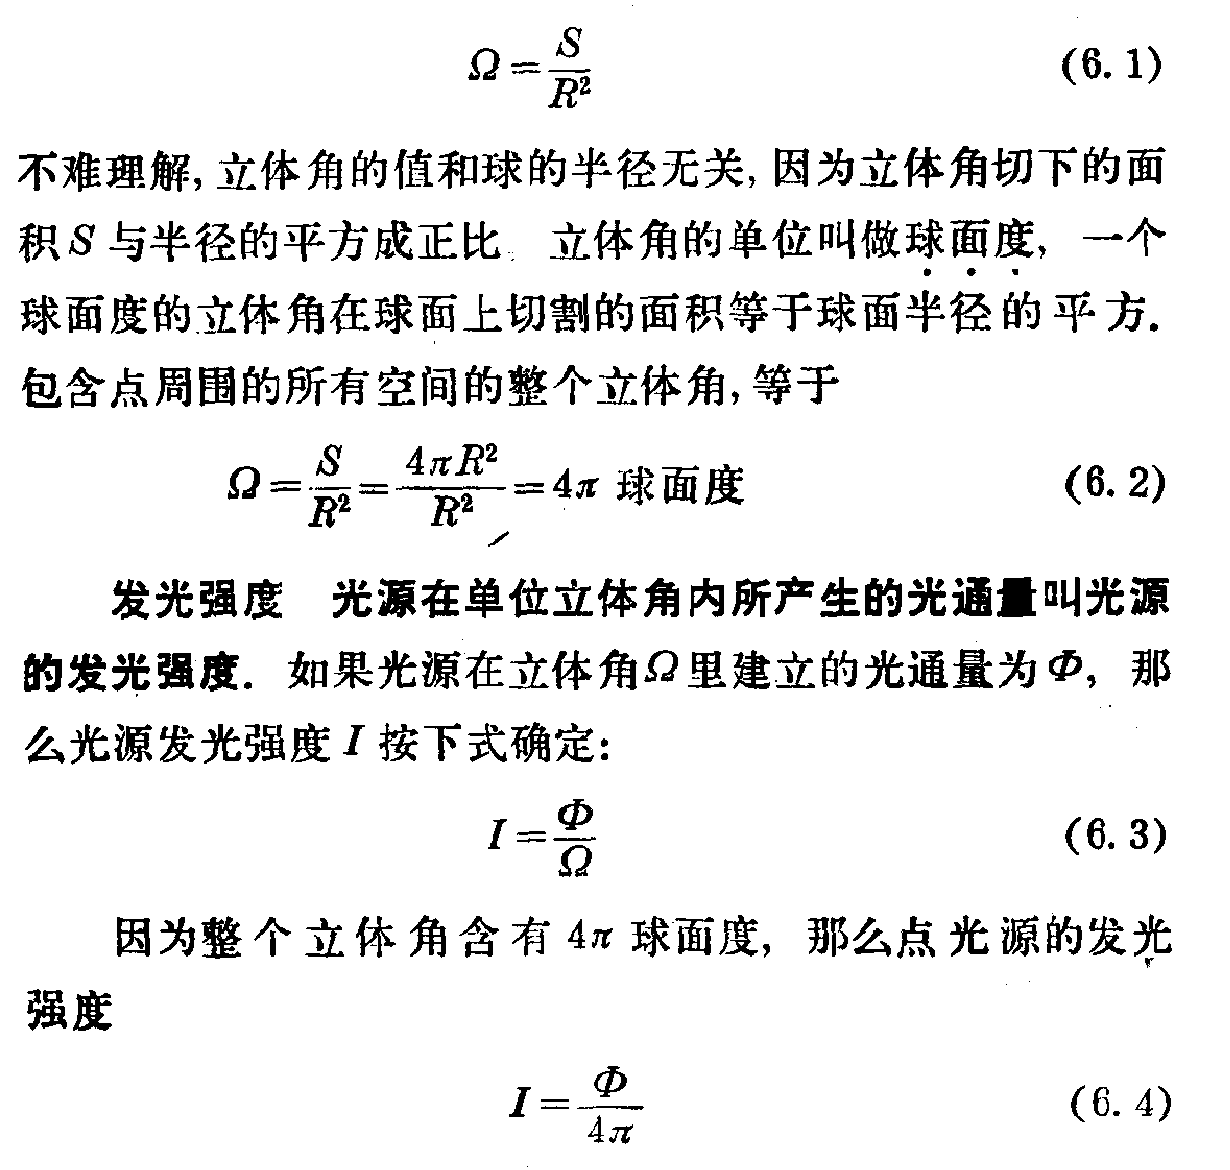 Ω=S/R² (6.1)
不难理解,立体角的值和球的半径无关,因为立体角切下的面
积S与半径的平方成正比. 立体角的单位叫做球面度,一个
球面度的立体角在球面上切割的面积等于球面半径的平方.
包含点周围的所有空间的整个立体角,等于
Ω=S/R²=4πR²/R²=4π 球面度 (6.2)
发光强度 光源在单位立体角内所产生的光通量叫光源
的发光强度. 如果光源在立体角Ω里建立的光通量为Φ, 那
么光源发光强度I按下式确定:
I=Φ/Ω (6.3)
因为整个立体角含有4π球面度, 那么点光源的发光
强度
I=Φ/4π (6.4)